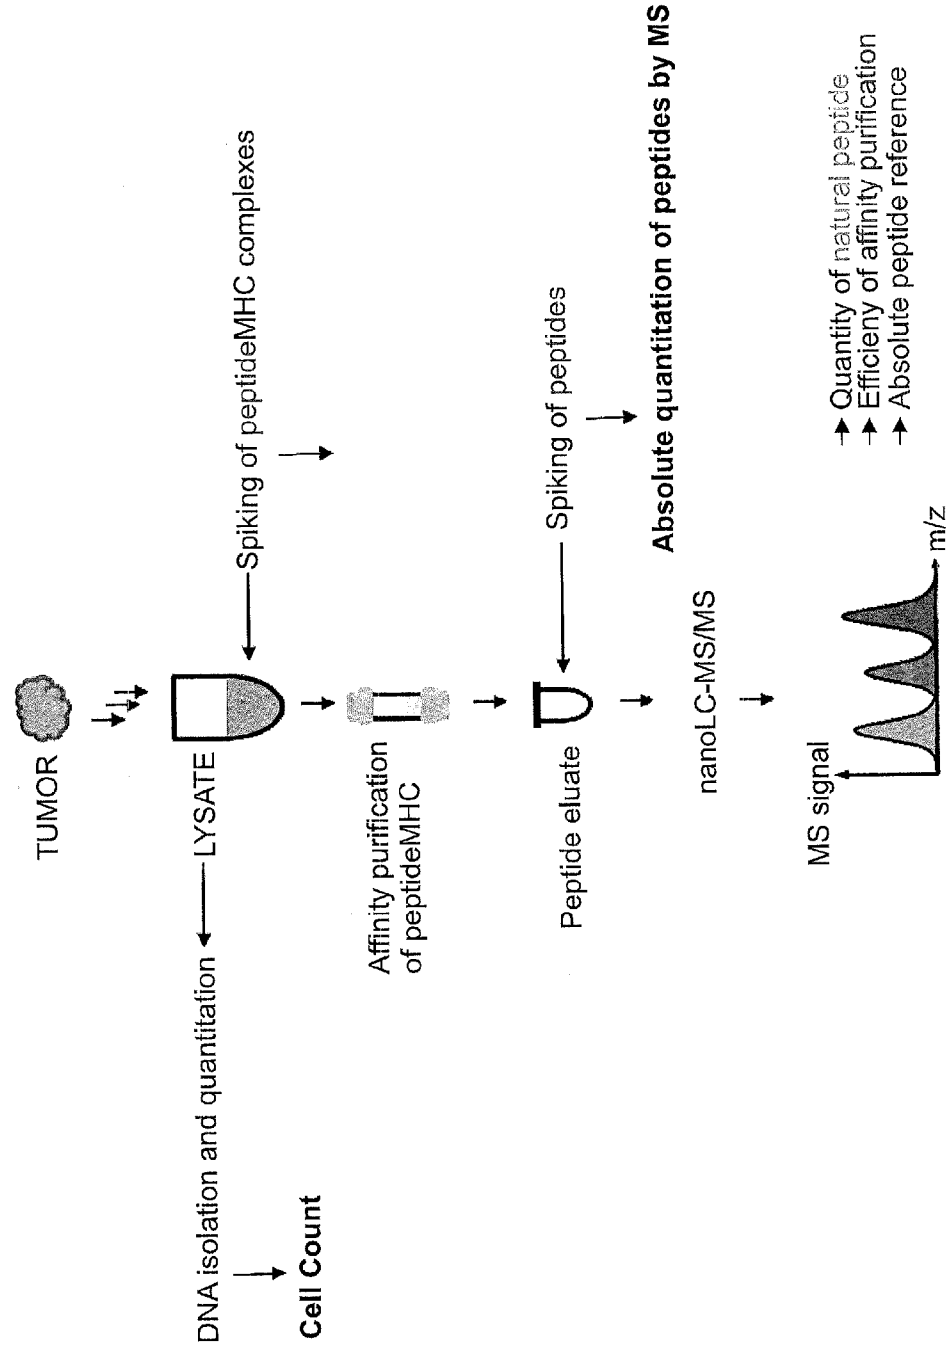 TUMOR
DNA isolation and quantitation
LYSATE
Spiking of peptideMHC complexes
Cell Count
Affinity purification
of peptideMHC
Peptide eluate
Spiking of peptides
Absolute quantitation of peptides by MS
nanoLC-MS/MS
MS signal
m/z
Quantity of natural peptide
Efficieny of affinity purification
Absolute peptide reference